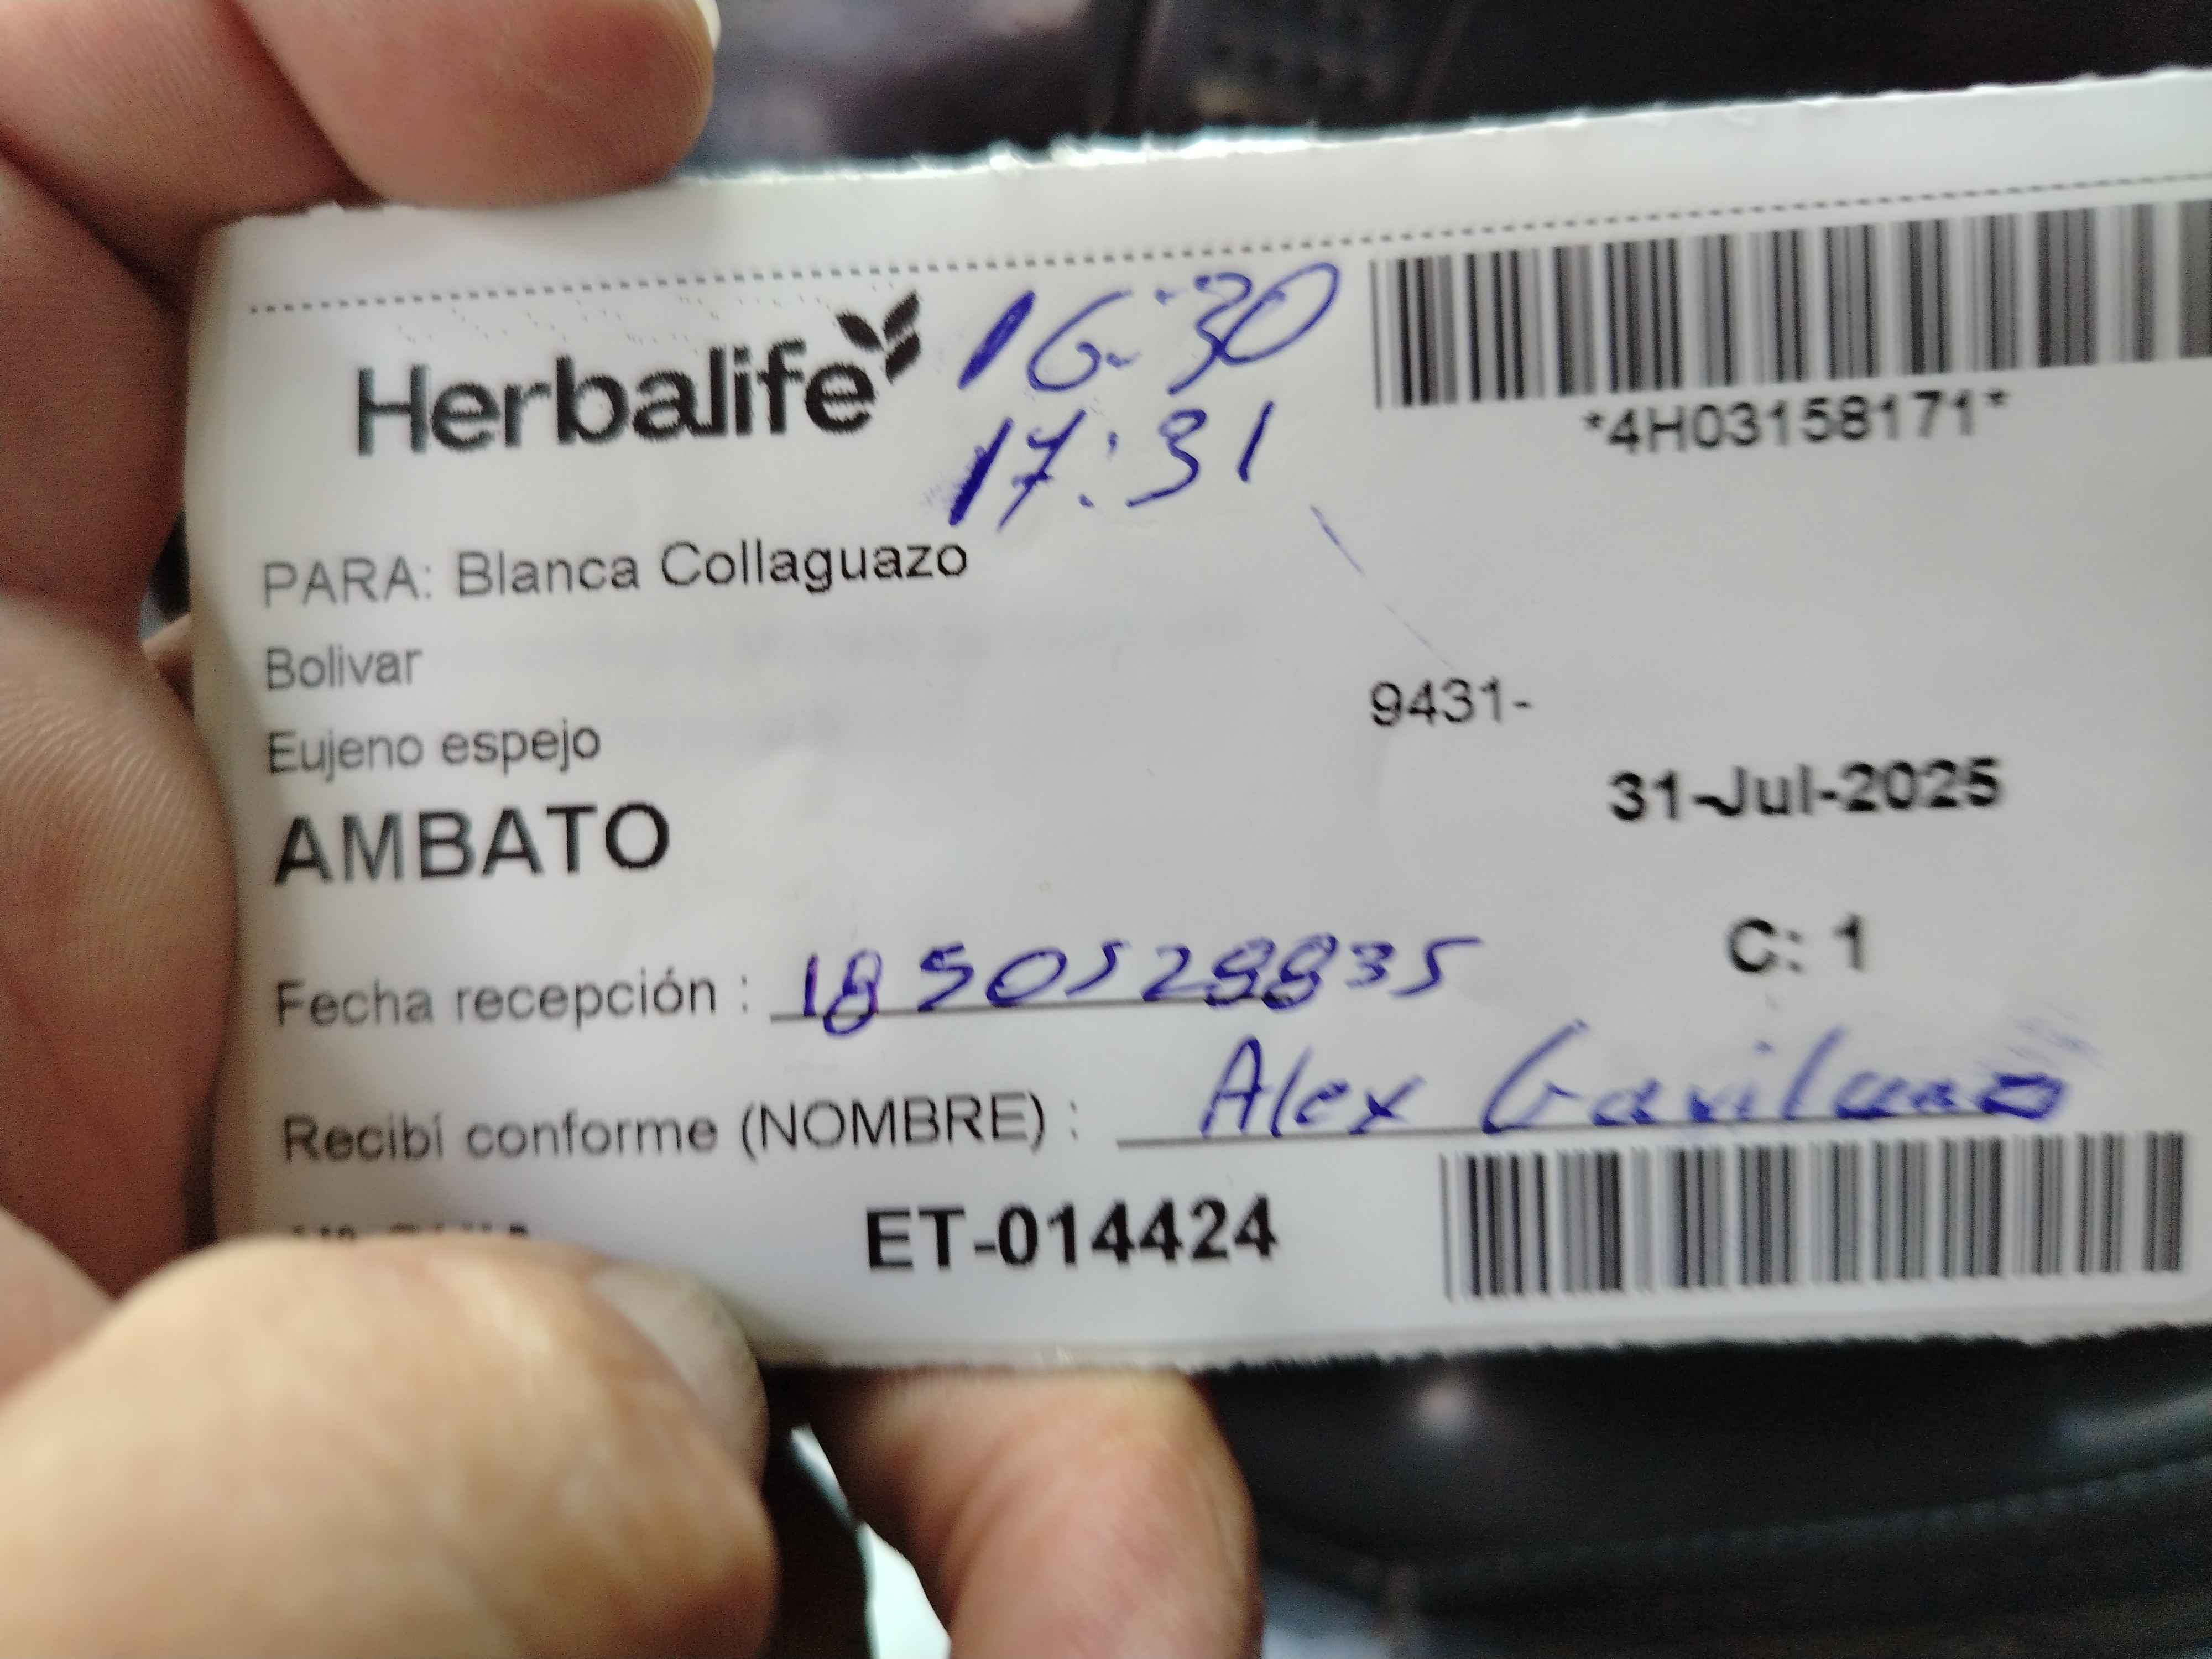 Herbalife
16:30
17:31
*4H03158171*
PARA: Blanca Collaguazo
Bolivar
9431-
Eujeno espejo
31-Jul-2025
AMBATO
C: 1
Fecha recepción : 1850528835
Recibí conforme (NOMBRE) : Alex Gavilano
ET-014424